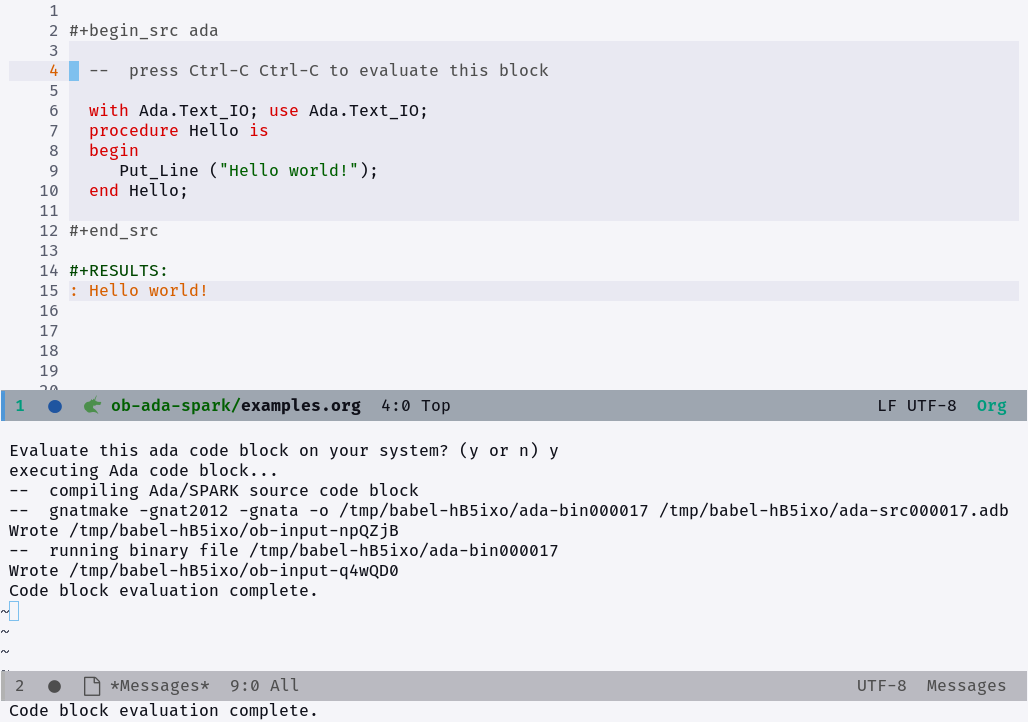 1
2 #+begin_src ada
3
4 --  press Ctrl-C Ctrl-C to evaluate this block
5
6 with Ada.Text_IO; use Ada.Text_IO;
7 procedure Hello is
8 begin
9    Put_Line ("Hello world!");
10 end Hello;
11
12 #+end_src
13
14 #+RESULTS:
15 : Hello world!
16
17
18
19
20
1 ob-ada-spark/examples.org  4:0 Top LF UTF-8  Org
Evaluate this ada code block on your system? (y or n) y
executing Ada code block...
--  compiling Ada/SPARK source code block
--  gnatmake -gnat2012 -gnata -o /tmp/babel-hB5ixo/ada-bin000017 /tmp/babel-hB5ixo/ada-src000017.adb
Wrote /tmp/babel-hB5ixo/ob-input-npQZjB
--  running binary file /tmp/babel-hB5ixo/ada-bin000017
Wrote /tmp/babel-hB5ixo/ob-input-q4wQD0
Code block evaluation complete.
~
~
~
~
2 *Messages*  9:0 All UTF-8  Messages
Code block evaluation complete.